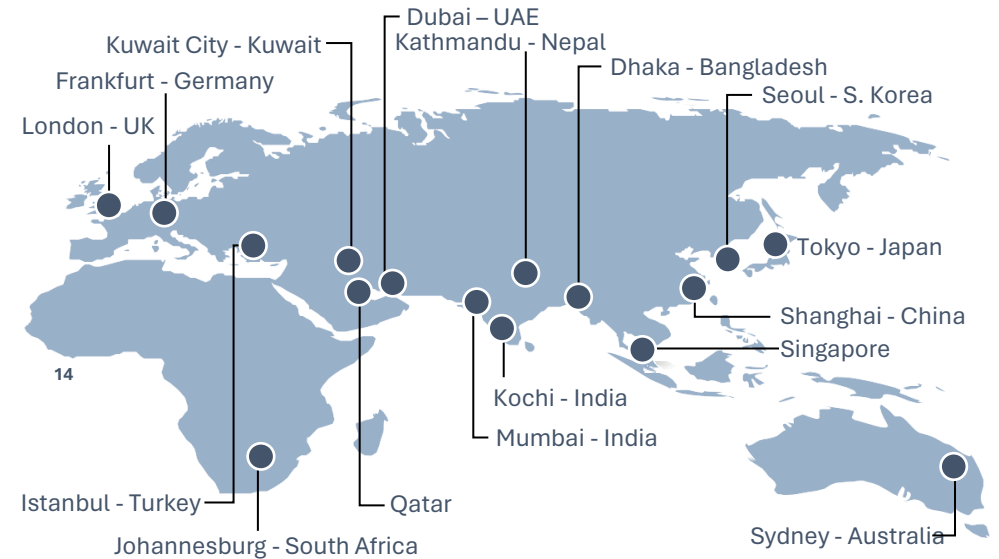 Dubai – UAE
Kuwait City - Kuwait
Kathmandu - Nepal
Dhaka - Bangladesh
Frankfurt - Germany
Seoul - S. Korea
London - UK
Tokyo - Japan
Shanghai - China
Singapore
14
Kochi - India
Mumbai - India
Istanbul - Turkey
Qatar
Sydney - Australia
Johannesburg - South Africa